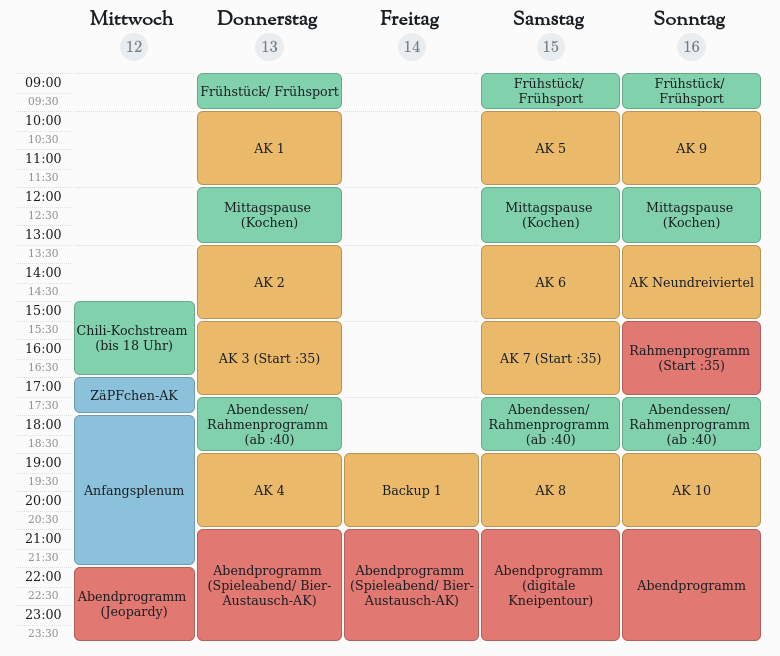 Mittwoch
12
Donnerstag
13
Freitag
14
Samstag
15
Sonntag
16
09:00
09:30
10:00
10:30
11:00
11:30
12:00
12:30
13:00
13:30
14:00
14:30
15:00
15:30
16:00
16:30
17:00
17:30
18:00
18:30
19:00
19:30
20:00
20:30
21:00
21:30
22:00
22:30
23:00
23:30
Chili-Kochstream
(bis 18 Uhr)
ZäPFchen-AK
Anfangsplenum
Abendprogramm
(Jeopardy)
Frühstück/ Frühsport
AK 1
Mittagspause
(Kochen)
AK 2
AK 3 (Start :35)
Abendessen/
Rahmenprogramm
(ab :40)
AK 4
Abendprogramm
(Spieleabend/ Bier-
Austausch-AK)
Backup 1
Abendprogramm
(Spieleabend/ Bier-
Austausch-AK)
Frühstück/
Frühsport
AK 5
Mittagspause
(Kochen)
AK 6
AK 7 (Start :35)
Abendessen/
Rahmenprogramm
(ab :40)
AK 8
Abendprogramm
(digitale
Kneipentour)
Frühstück/
Frühsport
AK 9
Mittagspause
(Kochen)
AK Neundreiviertel
Rahmenprogramm
(Start :35)
Abendessen/
Rahmenprogramm
(ab :40)
AK 10
Abendprogramm